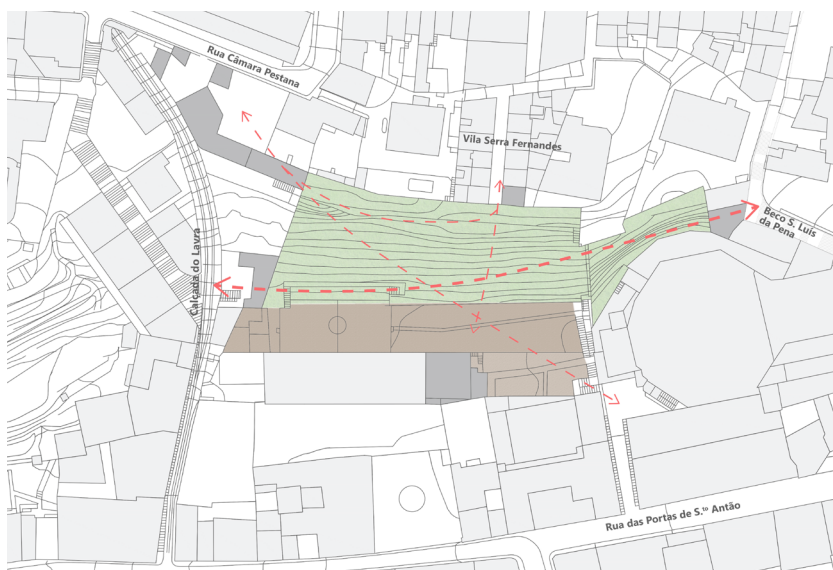 Rua Câmara Pestana
Vila Serra Fernandes
Beco S. Luís
da Pena
Calçada do Lavra
Rua das Portas de S.ᵗᵒ Antão